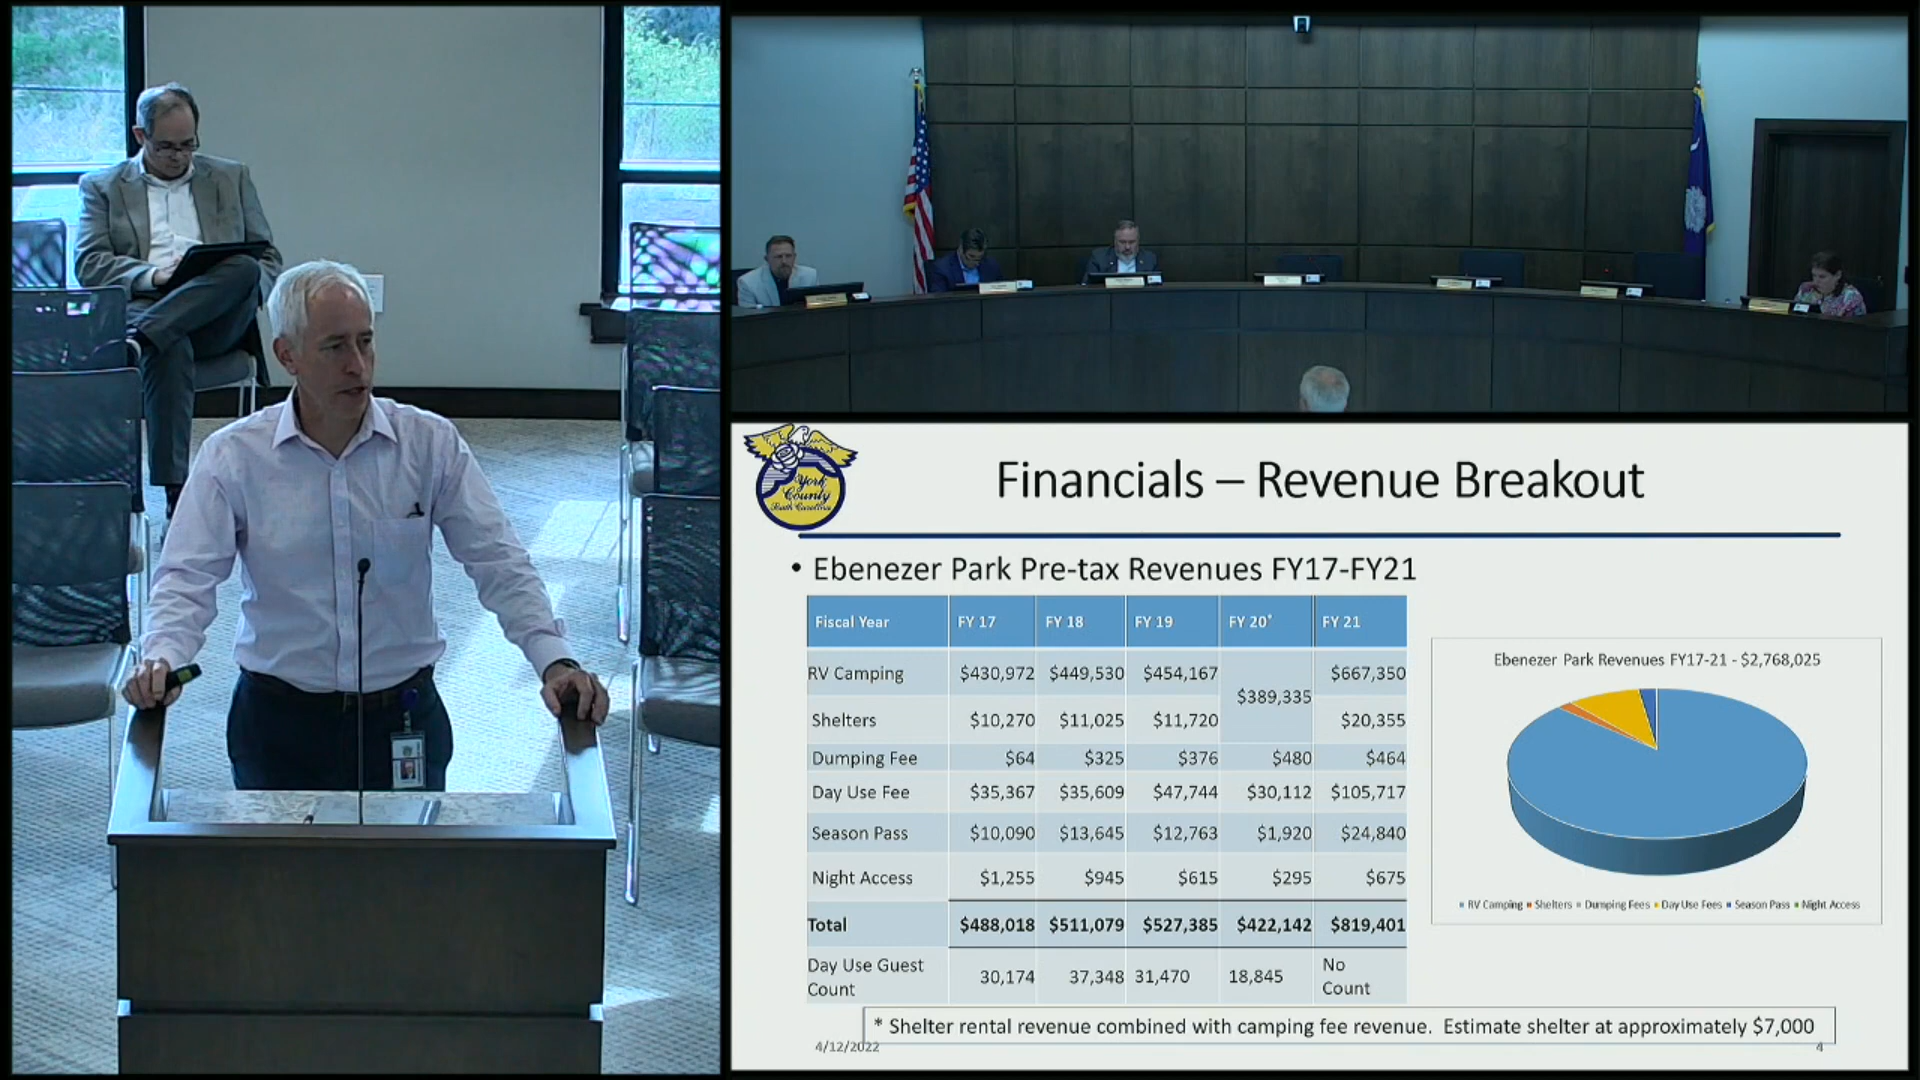 York
County
South Carolina
Financials – Revenue Breakout
• Ebenezer Park Pre-tax Revenues FY17-FY21
Fiscal Year FY 17 FY 18 FY 19 FY 20* FY 21
RV Camping $430,972 $449,530 $454,167 $389,335 $667,350
Shelters $10,270 $11,025 $11,720 $20,355
Dumping Fee $64 $325 $376 $480 $464
Day Use Fee $35,367 $35,609 $47,744 $30,112 $105,717
Season Pass $10,090 $13,645 $12,763 $1,920 $24,840
Night Access $1,255 $945 $615 $295 $675
Total $488,018 $511,079 $527,385 $422,142 $819,401
Day Use Guest Count 30,174 37,348 31,470 18,845 No Count
Ebenezer Park Revenues FY17-21 - $2,768,025
RV Camping Shelters Dumping Fees Day Use Fees Season Pass Night Access
* Shelter rental revenue combined with camping fee revenue. Estimate shelter at approximately $7,000
4/12/2022
4